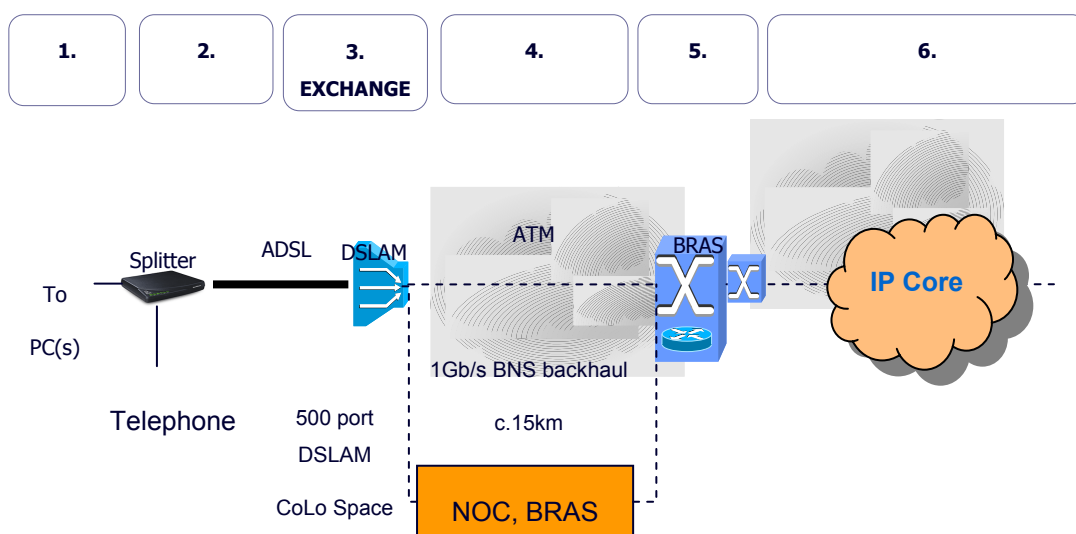 1.
2.
3.
EXCHANGE
4.
5.
6.
Splitter
ADSL
DSLAM
ATM
BRAS
To
PC(s)
IP Core
Telephone
1Gb/s BNS backhaul
500 port
DSLAM
c.15km
CoLo Space
NOC, BRAS